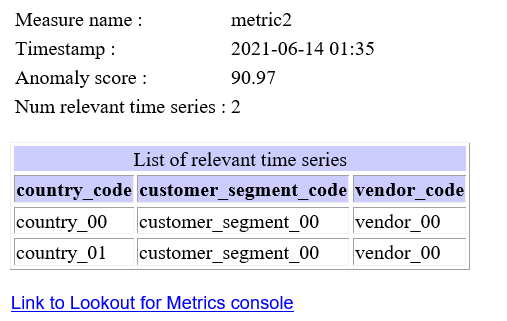 Measure name : metric2
Timestamp : 2021-06-14 01:35
Anomaly score : 90.97
Num relevant time series : 2
List of relevant time series
country_code customer_segment_code vendor_code
country_00 customer_segment_00 vendor_00
country_01 customer_segment_00 vendor_00
Link to Lookout for Metrics console